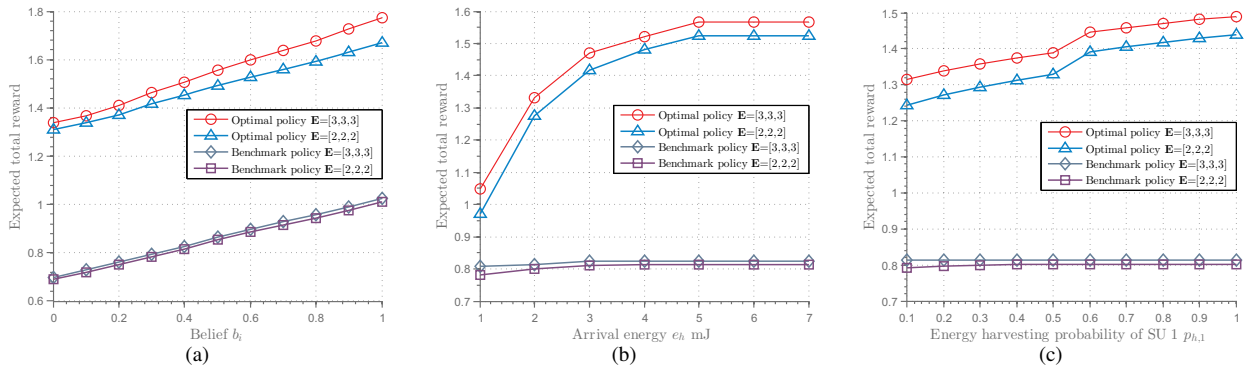 Expected total reward
1.8
1.6
1.4
1.2
1
0.8
0.6
0
0.2
0.4
0.6
0.8
1
Belief b_i
Optimal policy E=[3,3,3]
Optimal policy E=[2,2,2]
Benchmark policy E=[3,3,3]
Benchmark policy E=[2,2,2]
(a)
Expected total reward
1.6
1.5
1.4
1.3
1.2
1.1
1
0.9
0.8
0.7
1
2
3
4
5
6
7
Arrival energy e_h mJ
Optimal policy E=[3,3,3]
Optimal policy E=[2,2,2]
Benchmark policy E=[3,3,3]
Benchmark policy E=[2,2,2]
(b)
Expected total reward
1.5
1.4
1.3
1.2
1.1
1
0.9
0.8
0.7
0.1
0.2
0.3
0.4
0.5
0.6
0.7
0.8
0.9
1
Energy harvesting probability of SU 1 p_{h,1}
Optimal policy E=[3,3,3]
Optimal policy E=[2,2,2]
Benchmark policy E=[3,3,3]
Benchmark policy E=[2,2,2]
(c)